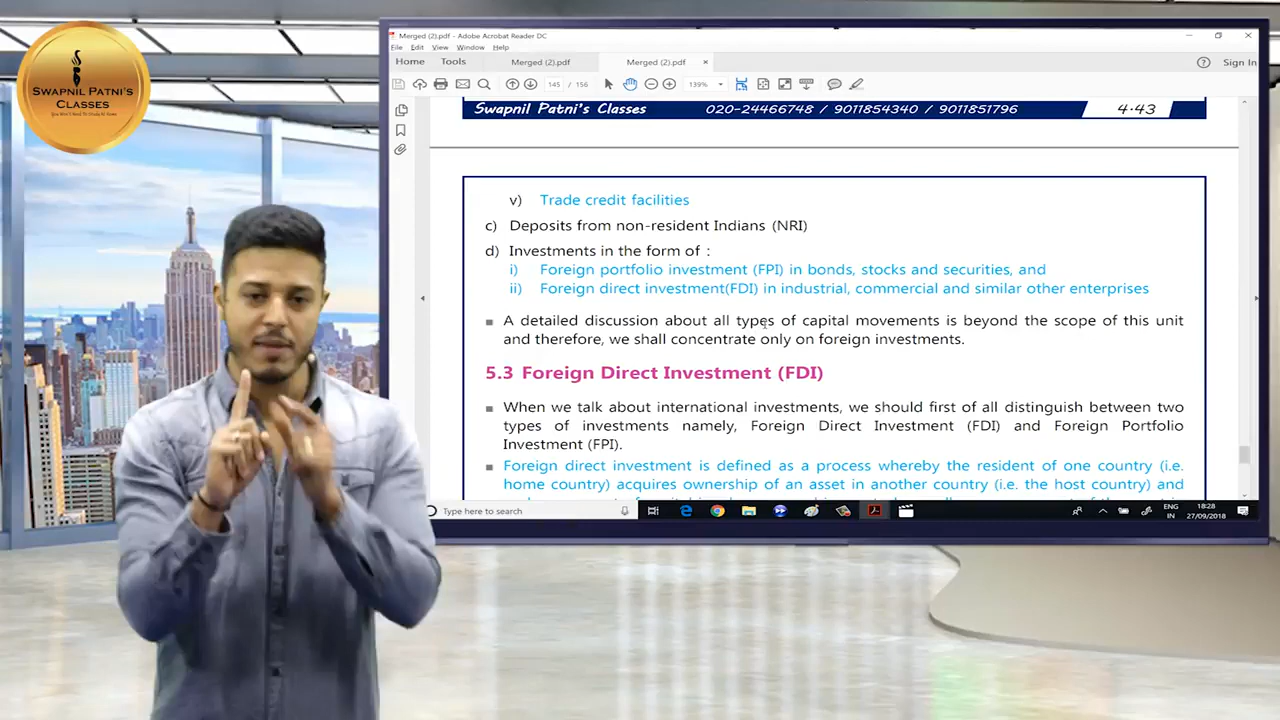 SWAPNIL PATNI'S
CLASSES
Merged (2).pdf - Adobe Acrobat Reader DC
File Edit View Window Help
Home Tools Merged (2).pdf Merged (2).pdf × Sign In
145 / 156 139%
Swapnil Patni's Classes 020-24466748 / 9011854340 / 9011851796 4.43
v) Trade credit facilities
c) Deposits from non-resident Indians (NRI)
d) Investments in the form of :
i) Foreign portfolio investment (FPI) in bonds, stocks and securities, and
ii) Foreign direct investment(FDI) in industrial, commercial and similar other enterprises
■ A detailed discussion about all types of capital movements is beyond the scope of this unit
and therefore, we shall concentrate only on foreign investments.
5.3 Foreign Direct Investment (FDI)
■ When we talk about international investments, we should first of all distinguish between two
types of investments namely, Foreign Direct Investment (FDI) and Foreign Portfolio
Investment (FPI).
■ Foreign direct investment is defined as a process whereby the resident of one country (i.e.
home country) acquires ownership of an asset in another country (i.e. the host country) and
Type here to search
ENG
IN
18:28
27/09/2018